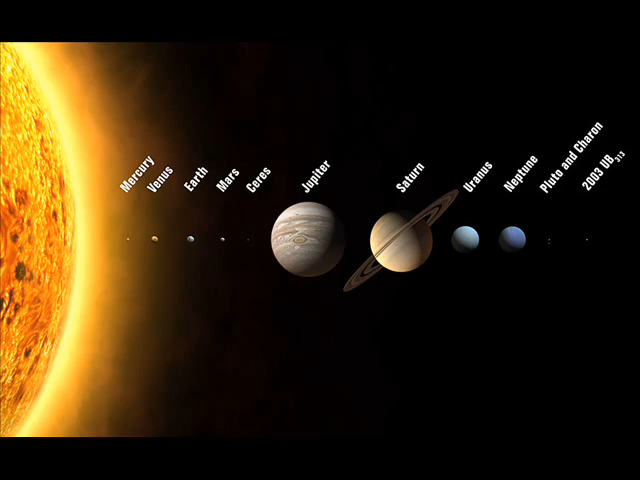 Mercury
Venus
Earth
Mars
Ceres
Jupiter
Saturn
Uranus
Neptune
Pluto and Charon
2003 UB₃₁₃